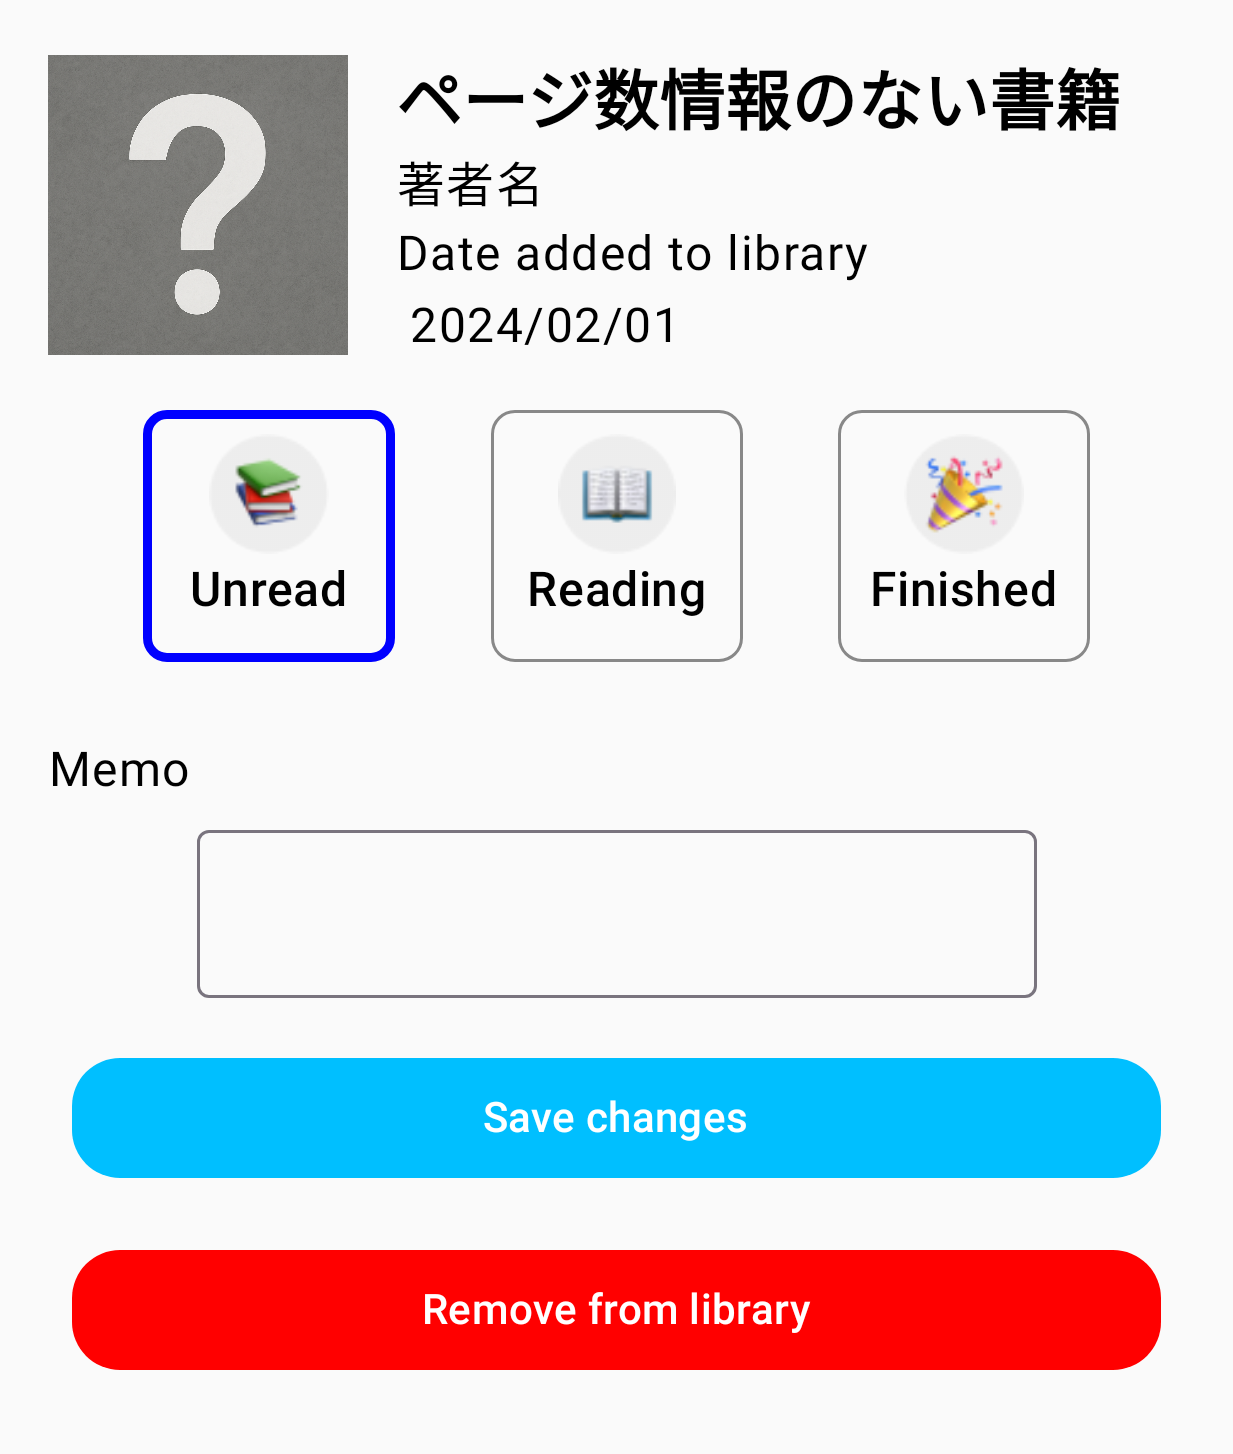 ページ数情報のない書籍
著者名
Date added to library
2024/02/01
Unread
Reading
Finished
Memo
Save changes
Remove from library